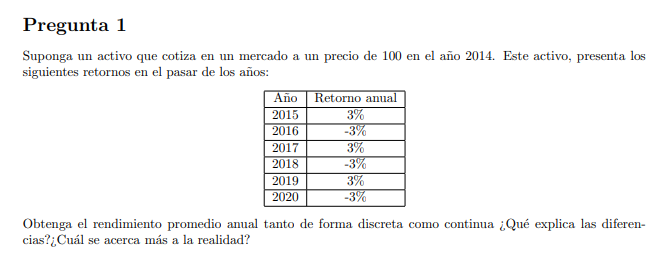 Pregunta 1
Suponga un activo que cotiza en un mercado a un precio de 100 en el año 2014. Este activo, presenta los
siguientes retornos en el pasar de los años:
Año Retorno anual
2015 3%
2016 -3%
2017 3%
2018 -3%
2019 3%
2020 -3%
Obtenga el rendimiento promedio anual tanto de forma discreta como continua ¿Qué explica las diferen-
cias?¿Cuál se acerca más a la realidad?